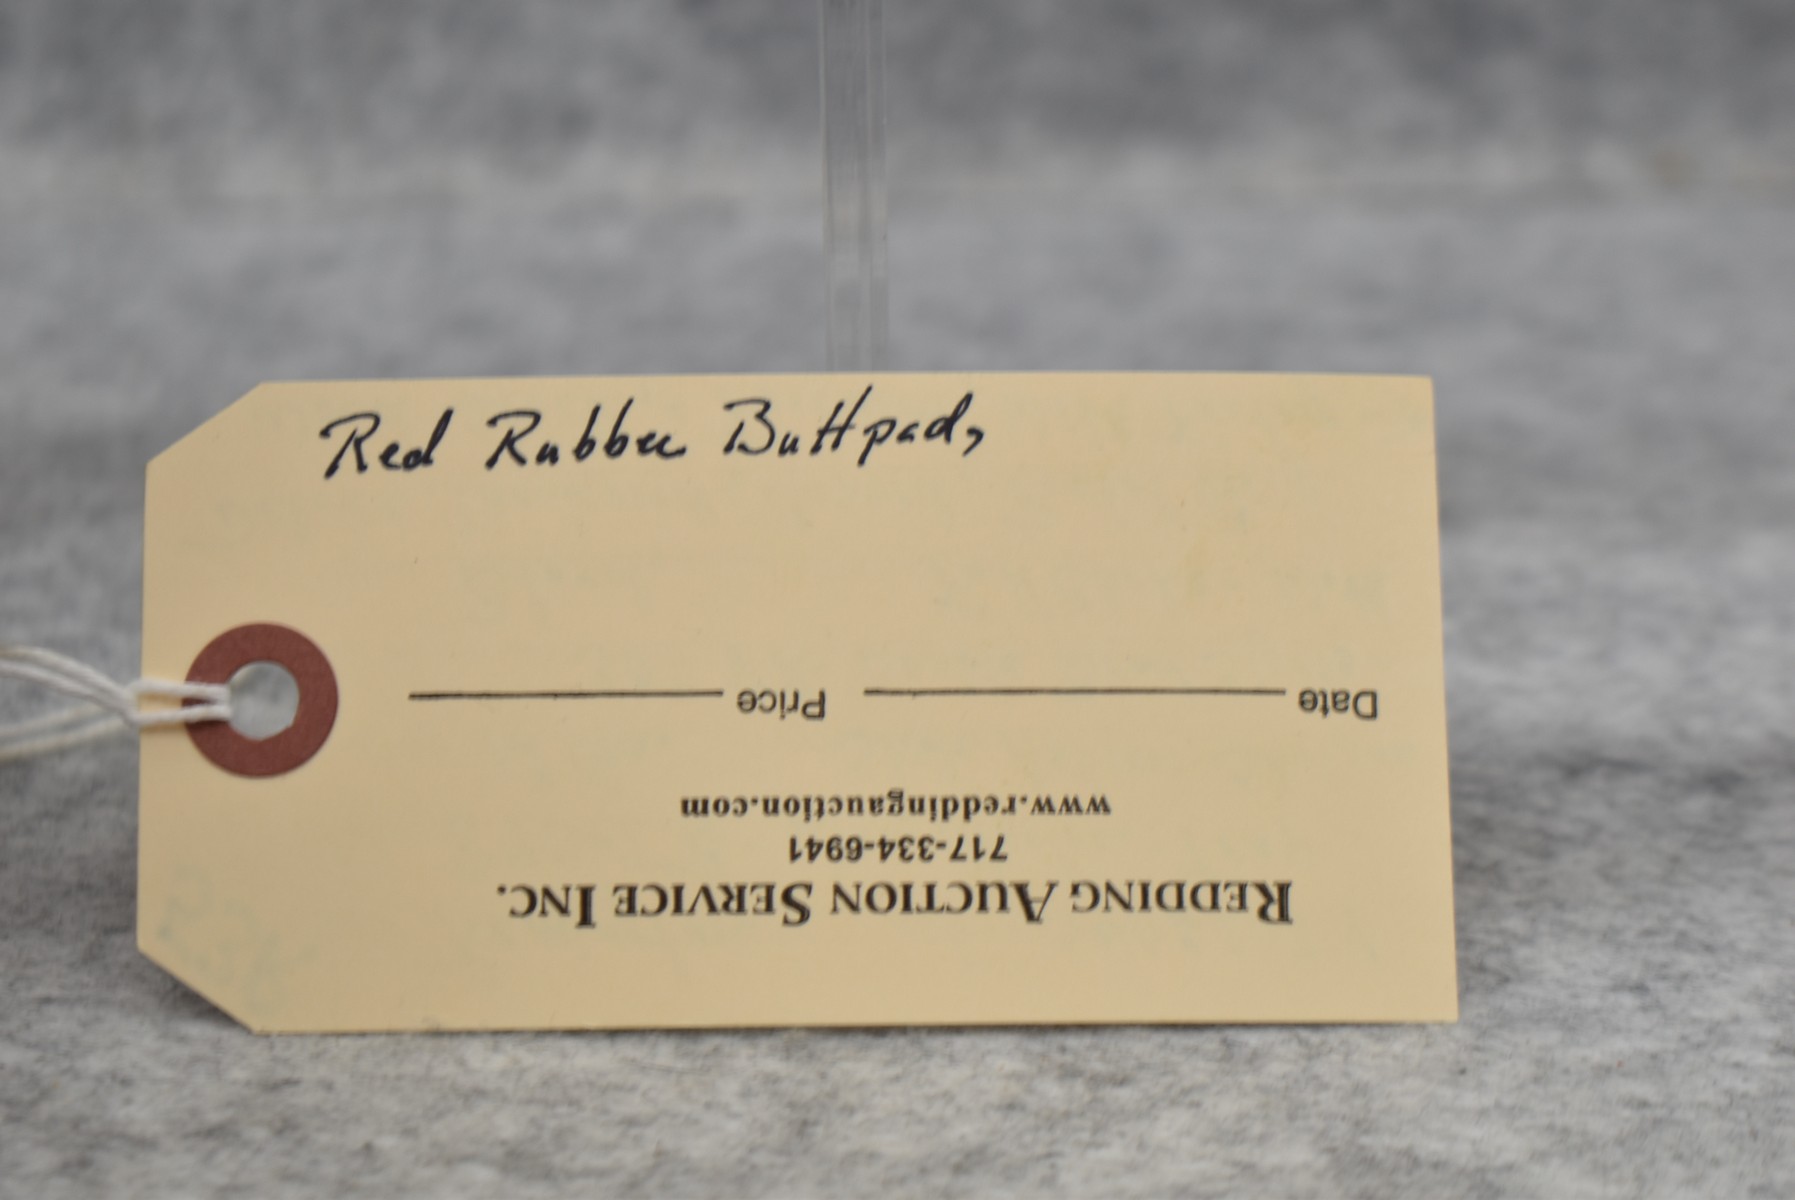 Red Rubber Buttpad,
REDDING AUCTION SERVICE INC.
717-334-6941
www.reddingauction.com
Date Price